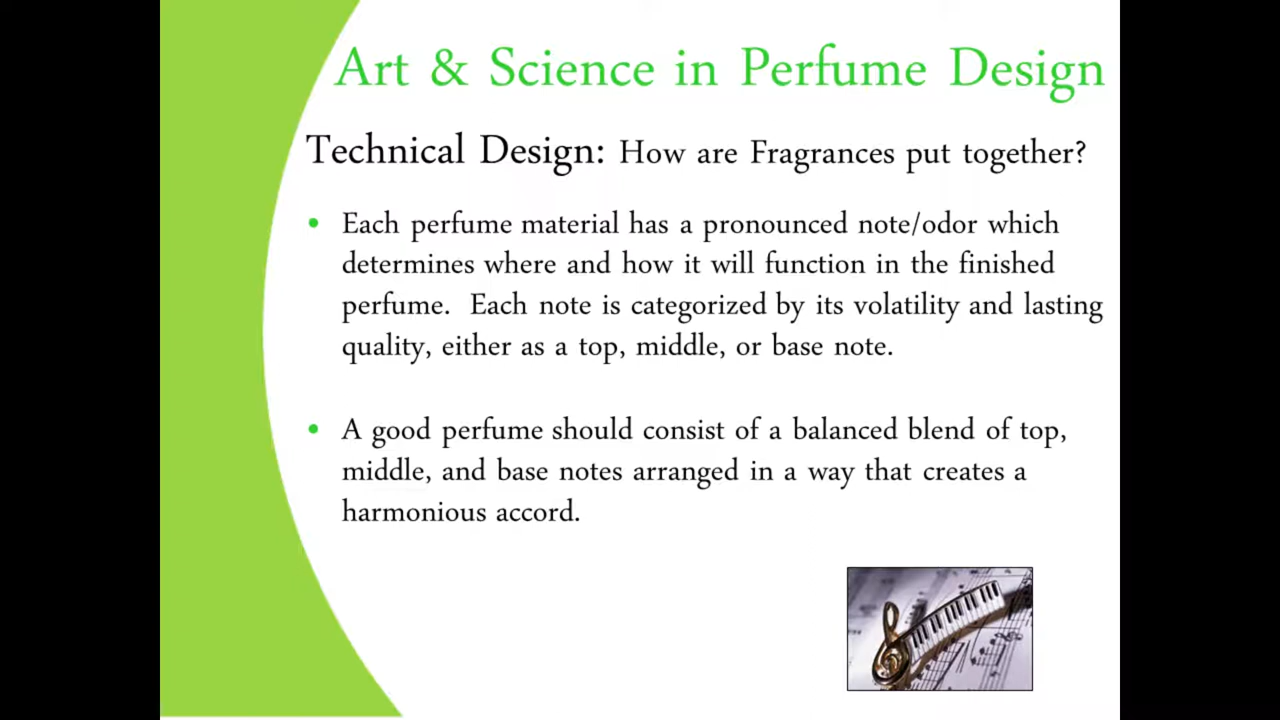 Art & Science in Perfume Design
Technical Design: How are Fragrances put together?
• Each perfume material has a pronounced note/odor which
determines where and how it will function in the finished
perfume. Each note is categorized by its volatility and lasting
quality, either as a top, middle, or base note.
• A good perfume should consist of a balanced blend of top,
middle, and base notes arranged in a way that creates a
harmonious accord.